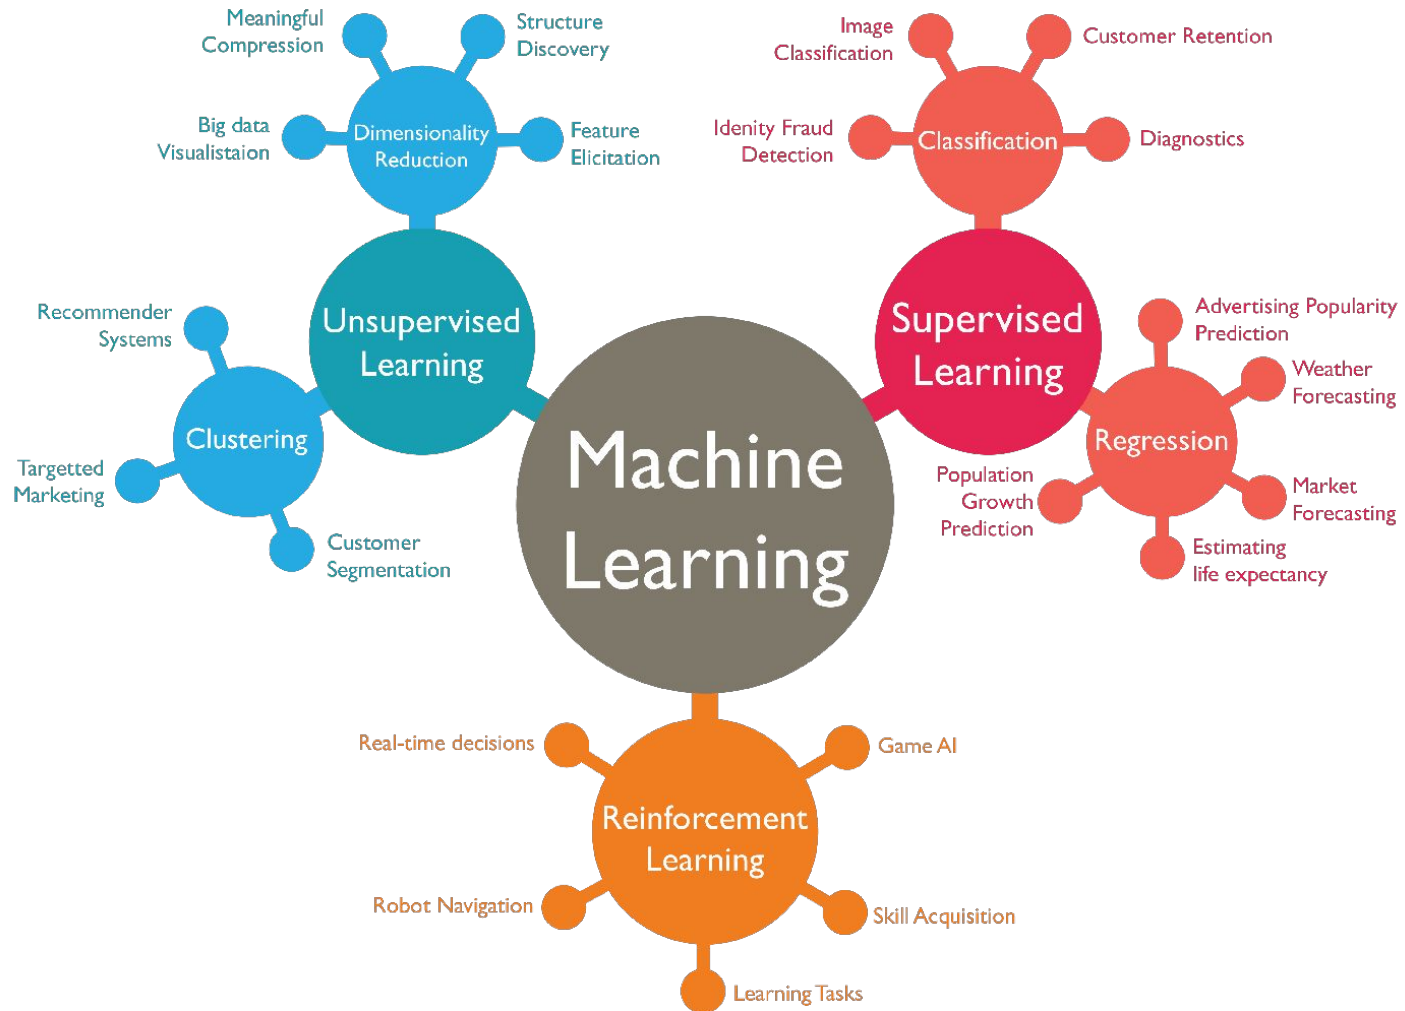 Meaningful
Compression
Structure
Discovery
Big data
Visualistaion
Dimensionality
Reduction
Feature
Elicitation
Image
Classification
Customer Retention
Idenity Fraud
Detection
Classification
Diagnostics
Unsupervised
Learning
Supervised
Learning
Recommender
Systems
Clustering
Targetted
Marketing
Customer
Segmentation
Advertising Popularity
Prediction
Weather
Forecasting
Regression
Population
Growth
Prediction
Market
Forecasting
Estimating
life expectancy
Machine
Learning
Real-time decisions
Game AI
Reinforcement
Learning
Robot Navigation
Skill Acquisition
Learning Tasks